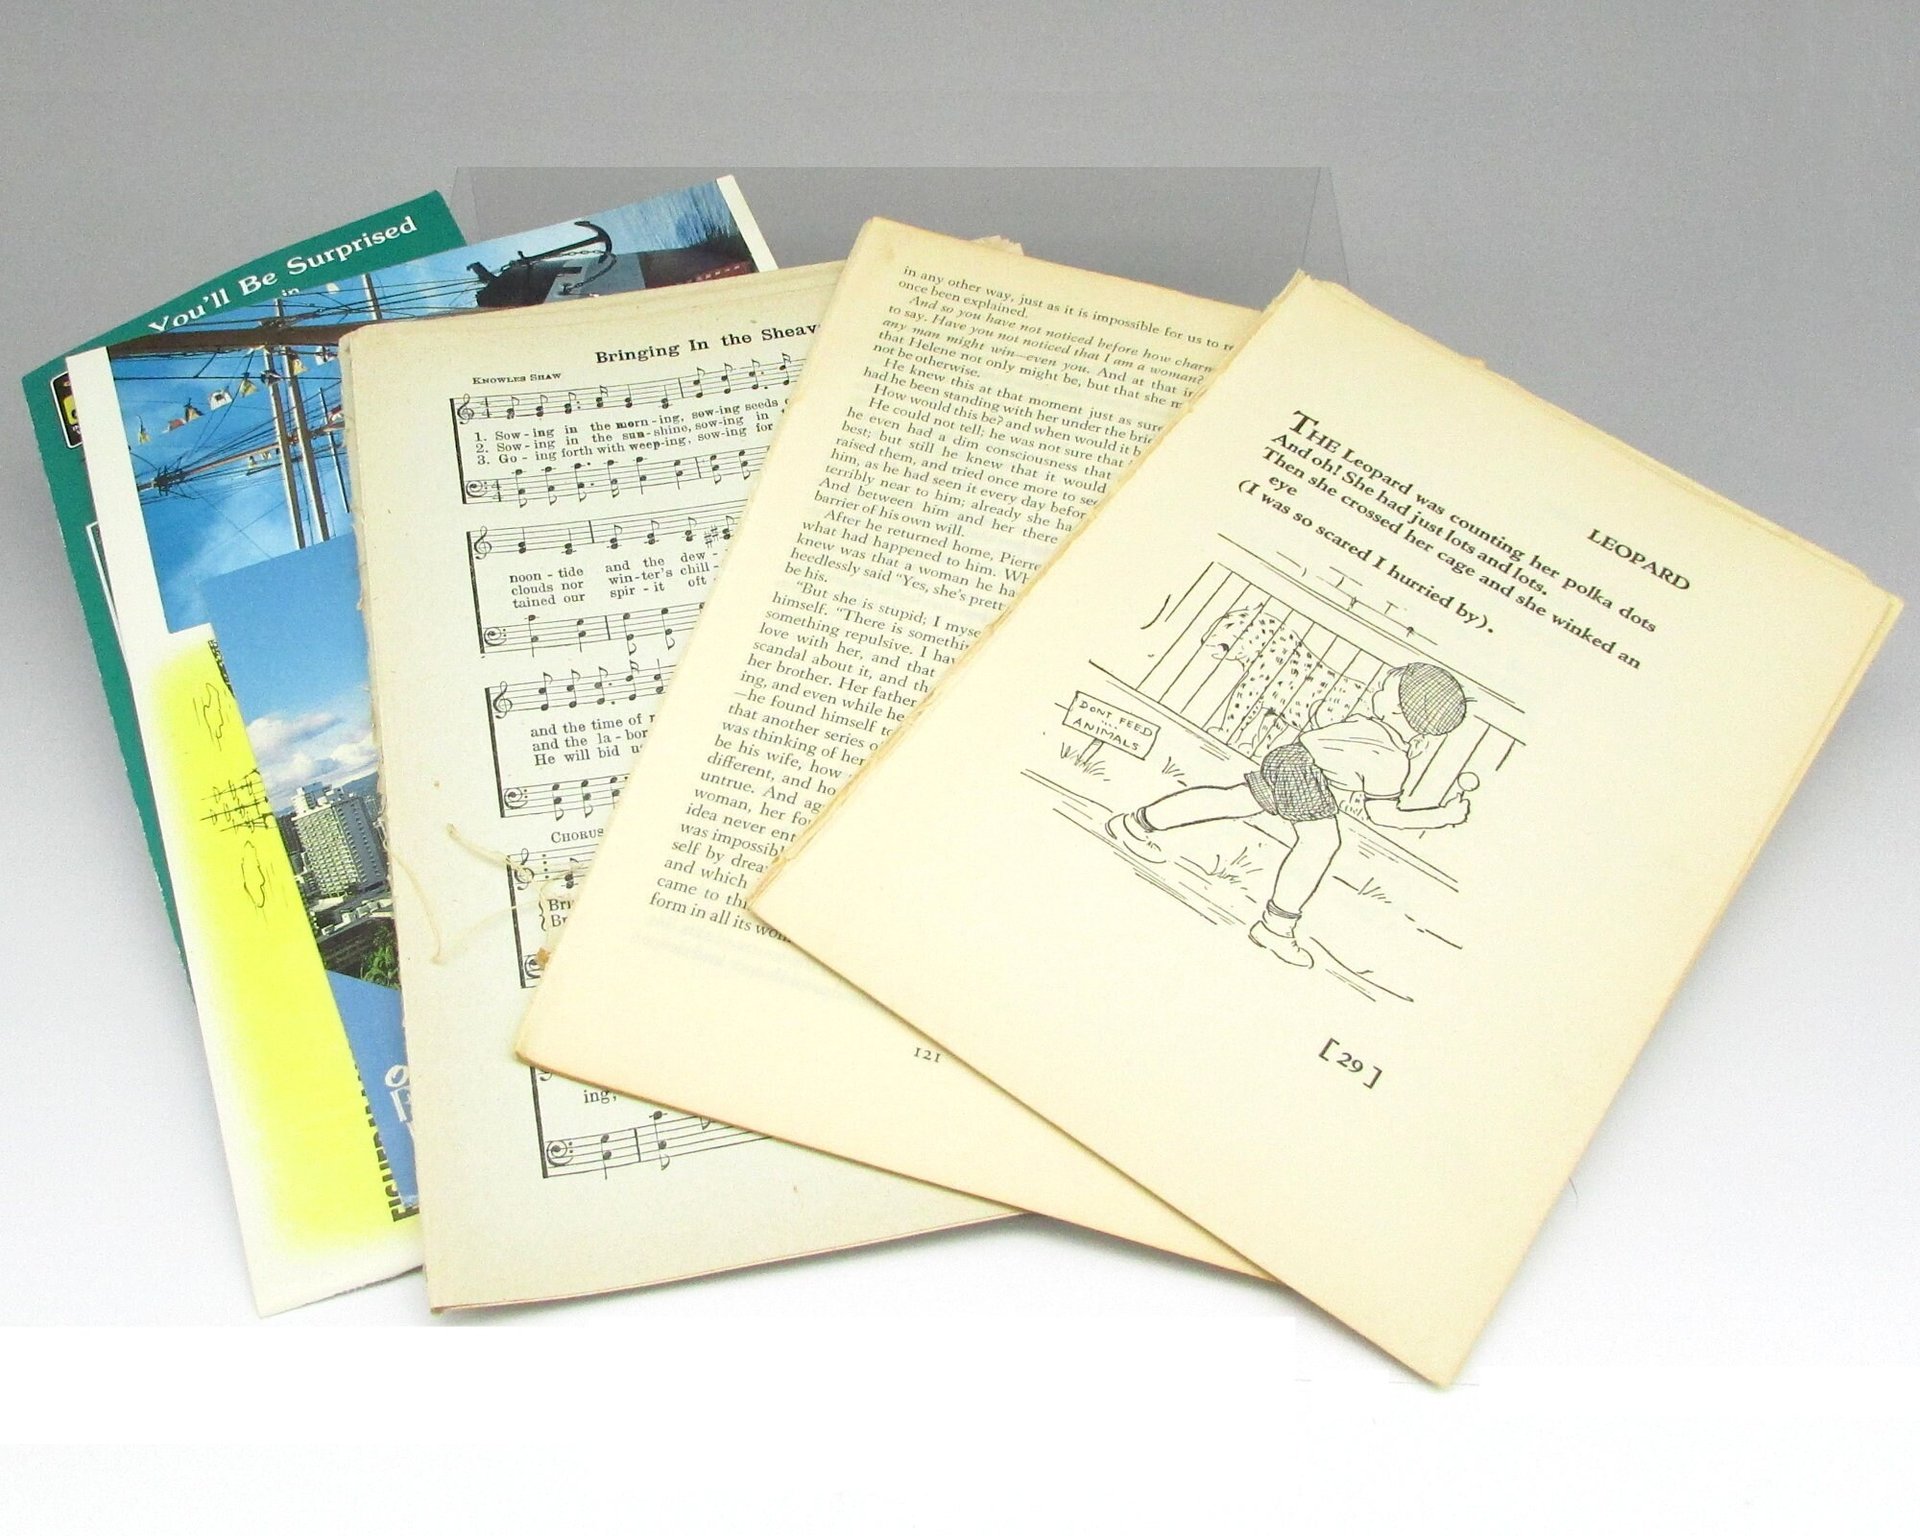 You'll Be Surprised
in
Bringing In the Sheav
KNOWLES SHAW
1. Sow-ing in the morn-ing, sow-ing seeds
2. Sow-ing in the sun-shine, sow-ing in
3. Go-ing forth with weep-ing, sow-ing for
noon-tide and the dew-
clouds nor win-ter's chill-
tained our spir-it oft
and the time of
and the la-bor
He will bid
CHORUS
ing,
in any other way, just as it is impossible for us to
once been explained.
And so you have not noticed before how charm
to say. Have you not noticed that I am a woman?
any man might win—even you. And at that
that Helene not only might be, but that she
not be otherwise.
He knew this at that moment just as sure
had he been standing with her under the
How would this be? and when would it
He could not tell; he was not sure that
best; but still he knew that it would
he even had a dim consciousness that
raised them, and tried once more to see
him, as he had seen it every day before
terribly near to him; already she ha
And between him and her there
barrier of his own will.
After he returned home, Pierre
what had happened to him. Wh
knew was that a woman he ha
heedlessly said "Yes, she's pretty
be his.
"But she is stupid; I myse
himself. "There is somethi
something repulsive. I hav
love with her, and that
scandal about it, and th
her brother. Her father
ing, and even while he
—he found himself to
that another series o
was thinking of her
be his wife, how
different, and ho
untrue. And ag
woman, her fo
idea never ent
was impossibl
self by drea
and which
came to th
form in all its won
121
LEOPARD
THE Leopard was counting her polka dots
And oh! She had just lots and lots.
Then she crossed her cage and she winked an
eye
(I was so scared I hurried by).
DONT FEED
ANIMALS
[ 29 ]